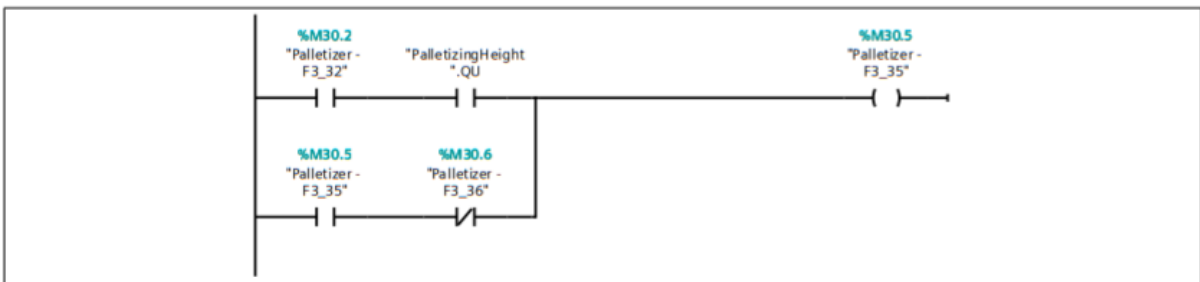 %M30.2
"Palletizer -
F3_32"
"PalletizingHeight
".QU
%M30.5
"Palletizer -
F3_35"
%M30.5
"Palletizer -
F3_35"
%M30.6
"Palletizer -
F3_36"